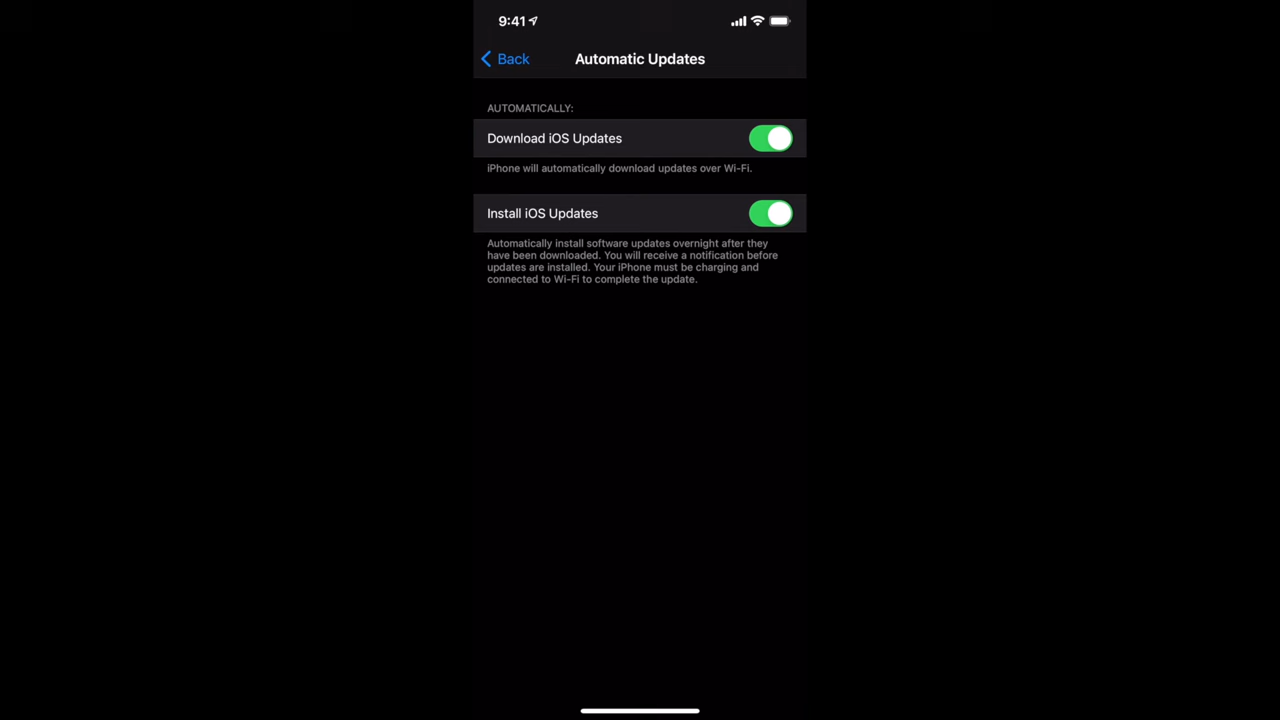 9:41
Back
Automatic Updates
AUTOMATICALLY:
Download iOS Updates
iPhone will automatically download updates over Wi-Fi.
Install iOS Updates
Automatically install software updates overnight after they
have been downloaded. You will receive a notification before
updates are installed. Your iPhone must be charging and
connected to Wi-Fi to complete the update.